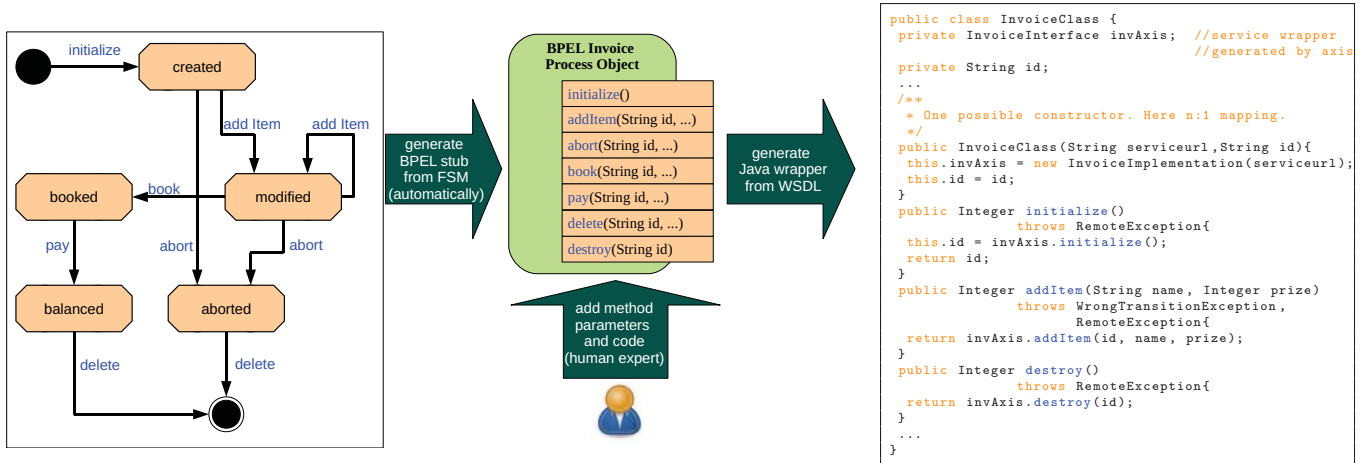 initialize
created
add Item
add Item
book
booked
modified
pay
abort
abort
balanced
aborted
delete
delete
generate
BPEL stub
from FSM
(automatically)
BPEL Invoice
Process Object
initialize()
addItem(String id, ...)
abort(String id, ...)
book(String id, ...)
pay(String id, ...)
delete(String id, ...)
destroy(String id)
add method
parameters
and code
(human expert)
generate
Java wrapper
from WSDL
public class InvoiceClass {
private InvoiceInterface invAxis; //service wrapper
//generated by axis
private String id;
...
/**
* One possible constructor. Here n:1 mapping.
*/
public InvoiceClass(String serviceurl,String id){
this.invAxis = new InvoiceImplementation(serviceurl);
this.id = id;
}
public Integer initialize()
throws RemoteException{
this.id = invAxis.initialize();
return id;
}
public Integer addItem(String name, Integer prize)
throws WrongTransitionException,
RemoteException{
return invAxis.addItem(id, name, prize);
}
public Integer destroy()
throws RemoteException{
return invAxis.destroy(id);
}
...
}